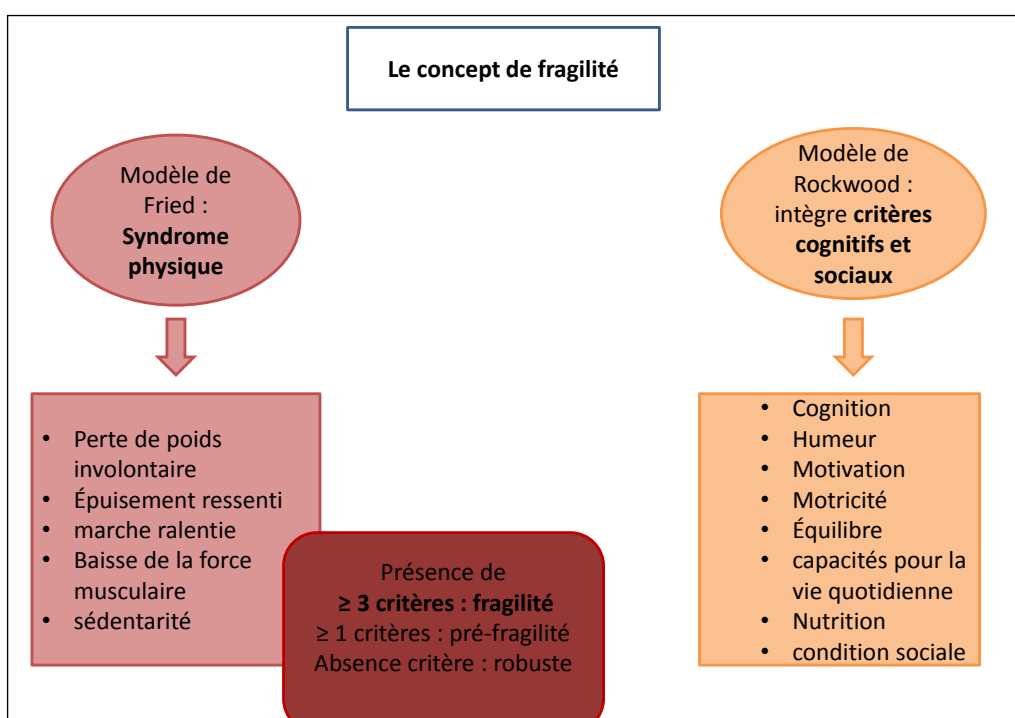 Le concept de fragilité
Modèle de
Fried :
Syndrome
physique
• Perte de poids
involontaire
• Épuisement ressenti
• marche ralentie
• Baisse de la force
musculaire
• sédentarité
Présence de
≥ 3 critères : fragilité
≥ 1 critères : pré-fragilité
Absence critère : robuste
Modèle de
Rockwood :
intègre critères
cognitifs et
sociaux
• Cognition
• Humeur
• Motivation
• Motricité
• Équilibre
• capacités pour la
vie quotidienne
• Nutrition
• condition sociale